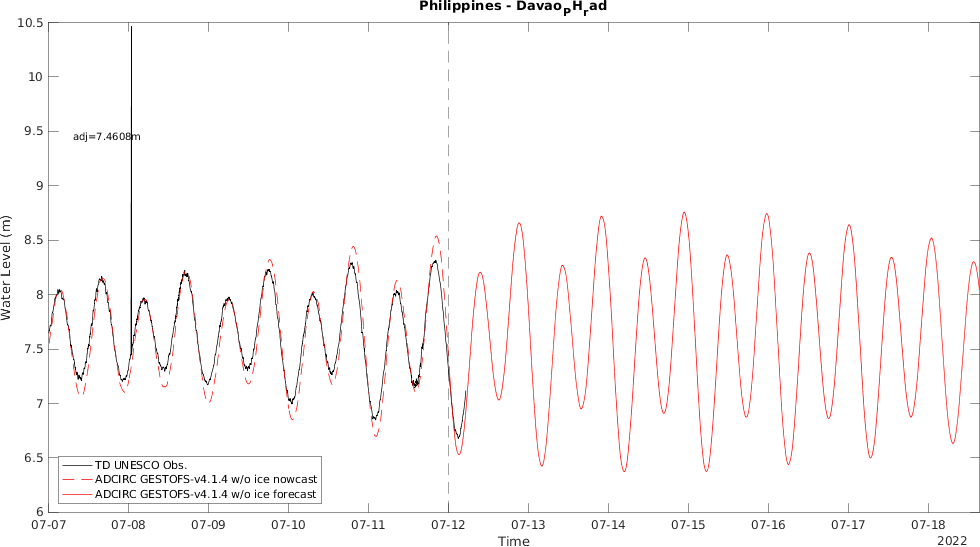 Philippines - DavaopHrad
10.5
10
9.5
9
8.5
8
7.5
7
6.5
6
Water Level (m)
adj=7.4608m
TD UNESCO Obs.
ADCIRC GESTOFS-v4.1.4 w/o ice nowcast
ADCIRC GESTOFS-v4.1.4 w/o ice forecast
07-07 07-08 07-09 07-10 07-11 07-12 07-13 07-14 07-15 07-16 07-17 07-18
Time
2022